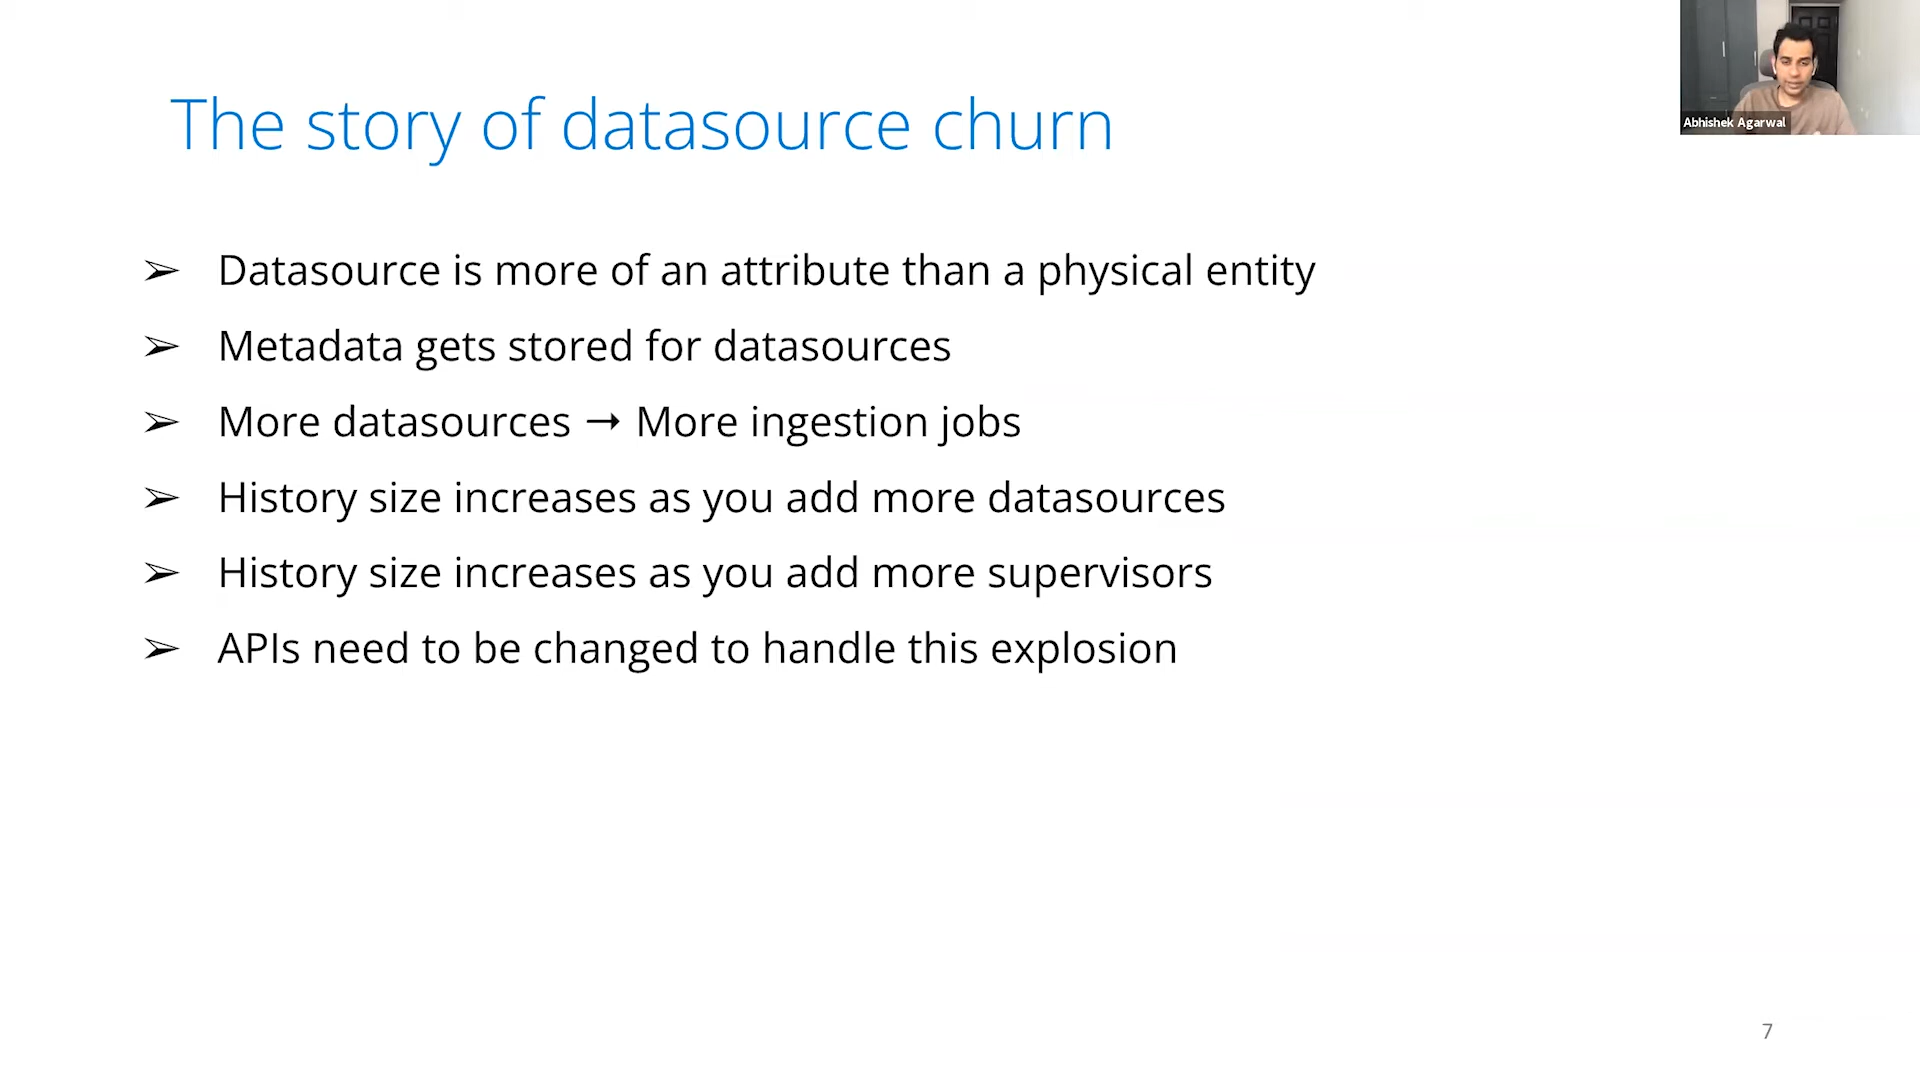 The story of datasource churn
Abhishek Agarwal
➢ Datasource is more of an attribute than a physical entity
➢ Metadata gets stored for datasources
➢ More datasources → More ingestion jobs
➢ History size increases as you add more datasources
➢ History size increases as you add more supervisors
➢ APIs need to be changed to handle this explosion
7